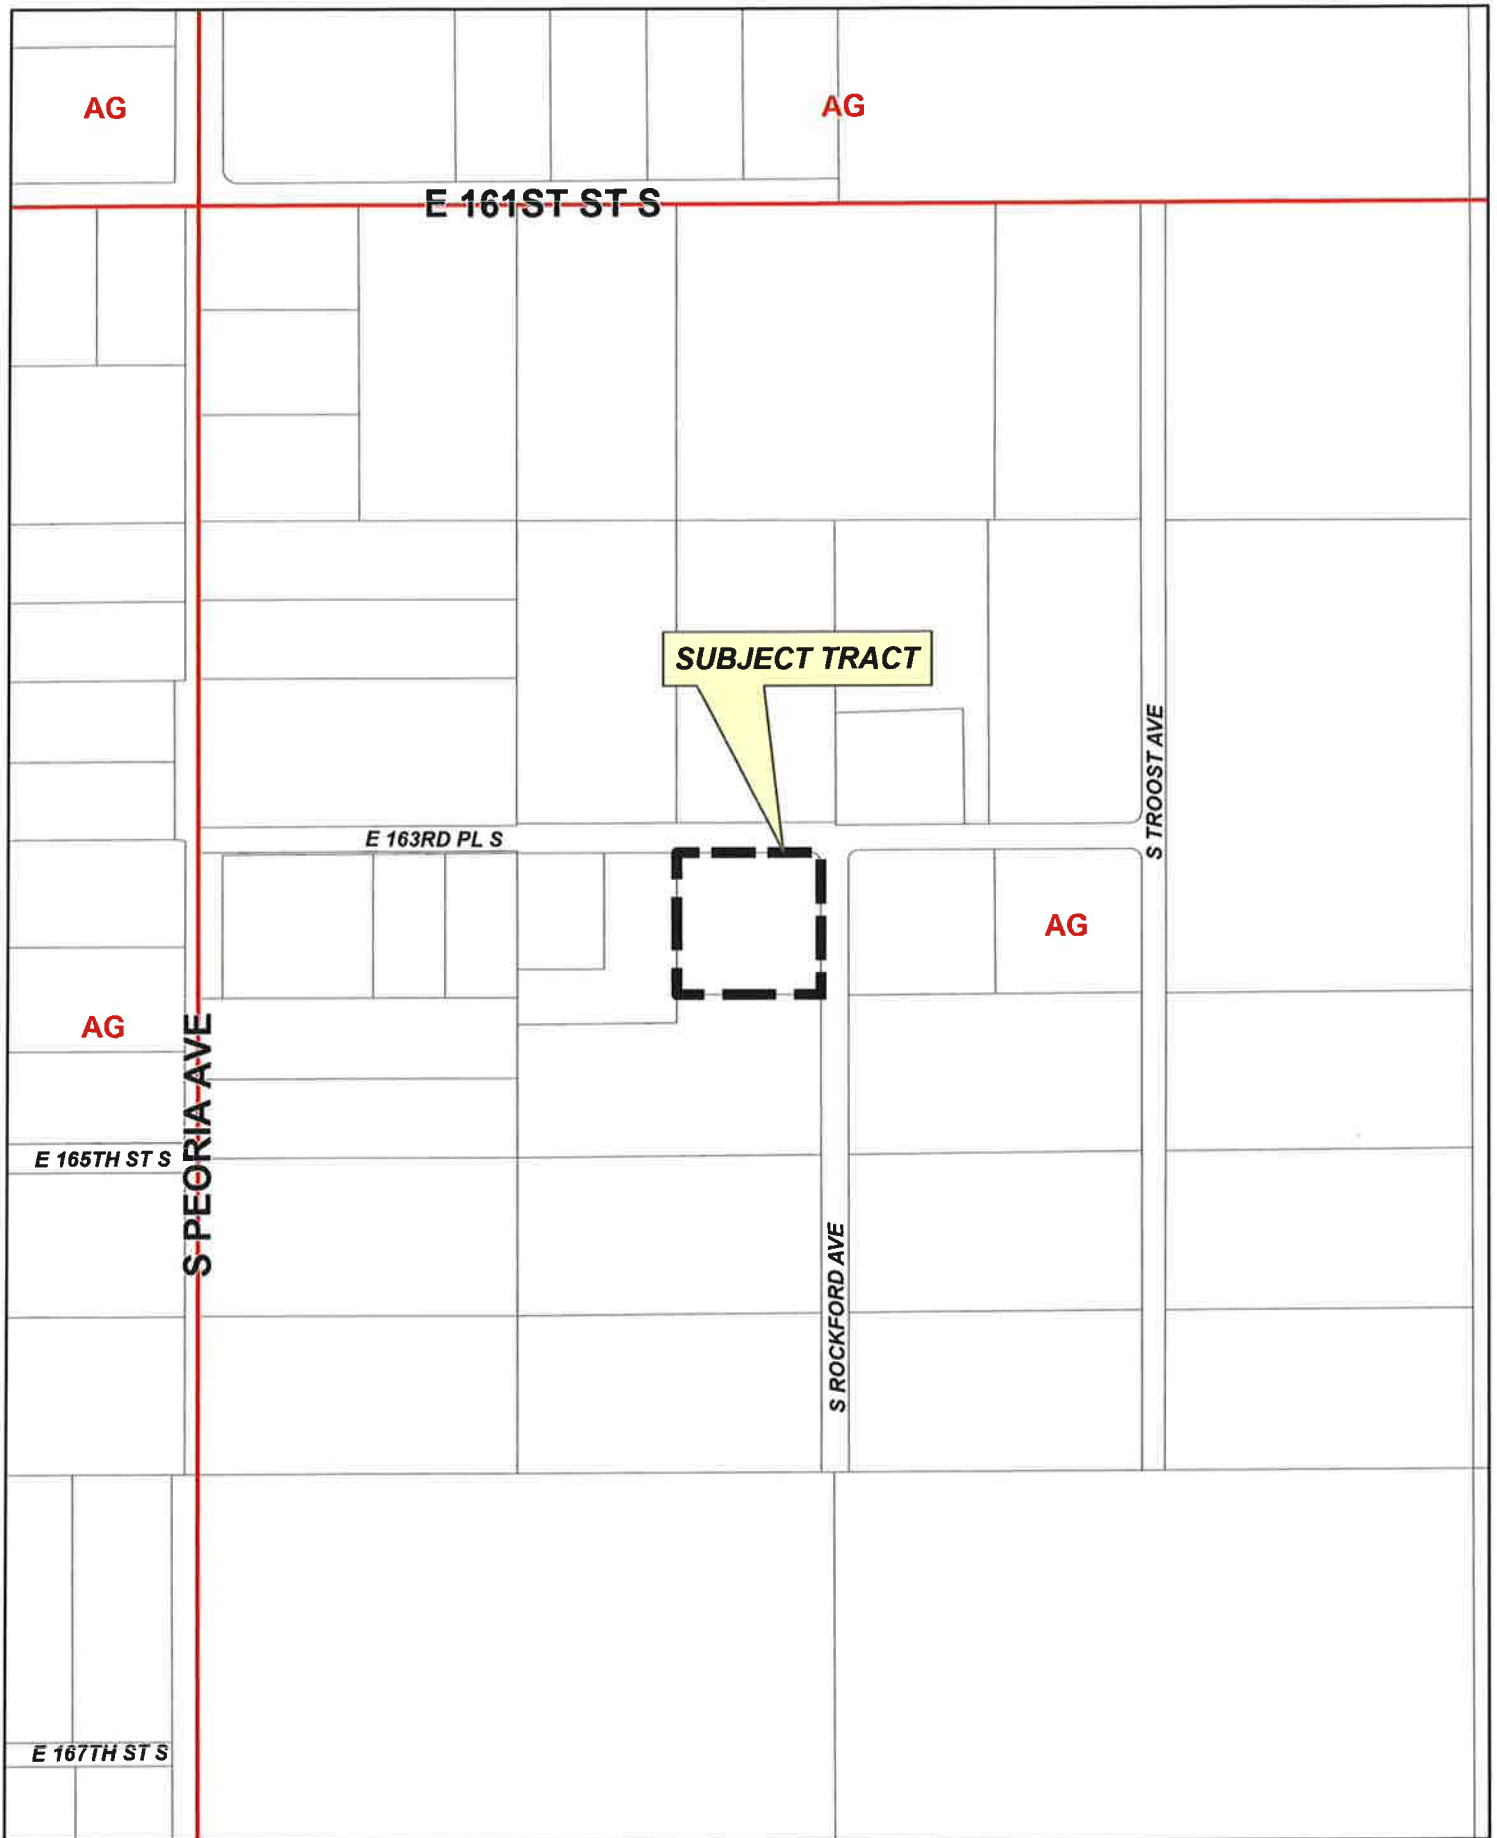 AG
AG
E 161ST ST S
SUBJECT TRACT
S TROOST AVE
E 163RD PL S
AG
AG
S PEORIA AVE
E 165TH ST S
S ROCKFORD AVE
E 167TH ST S